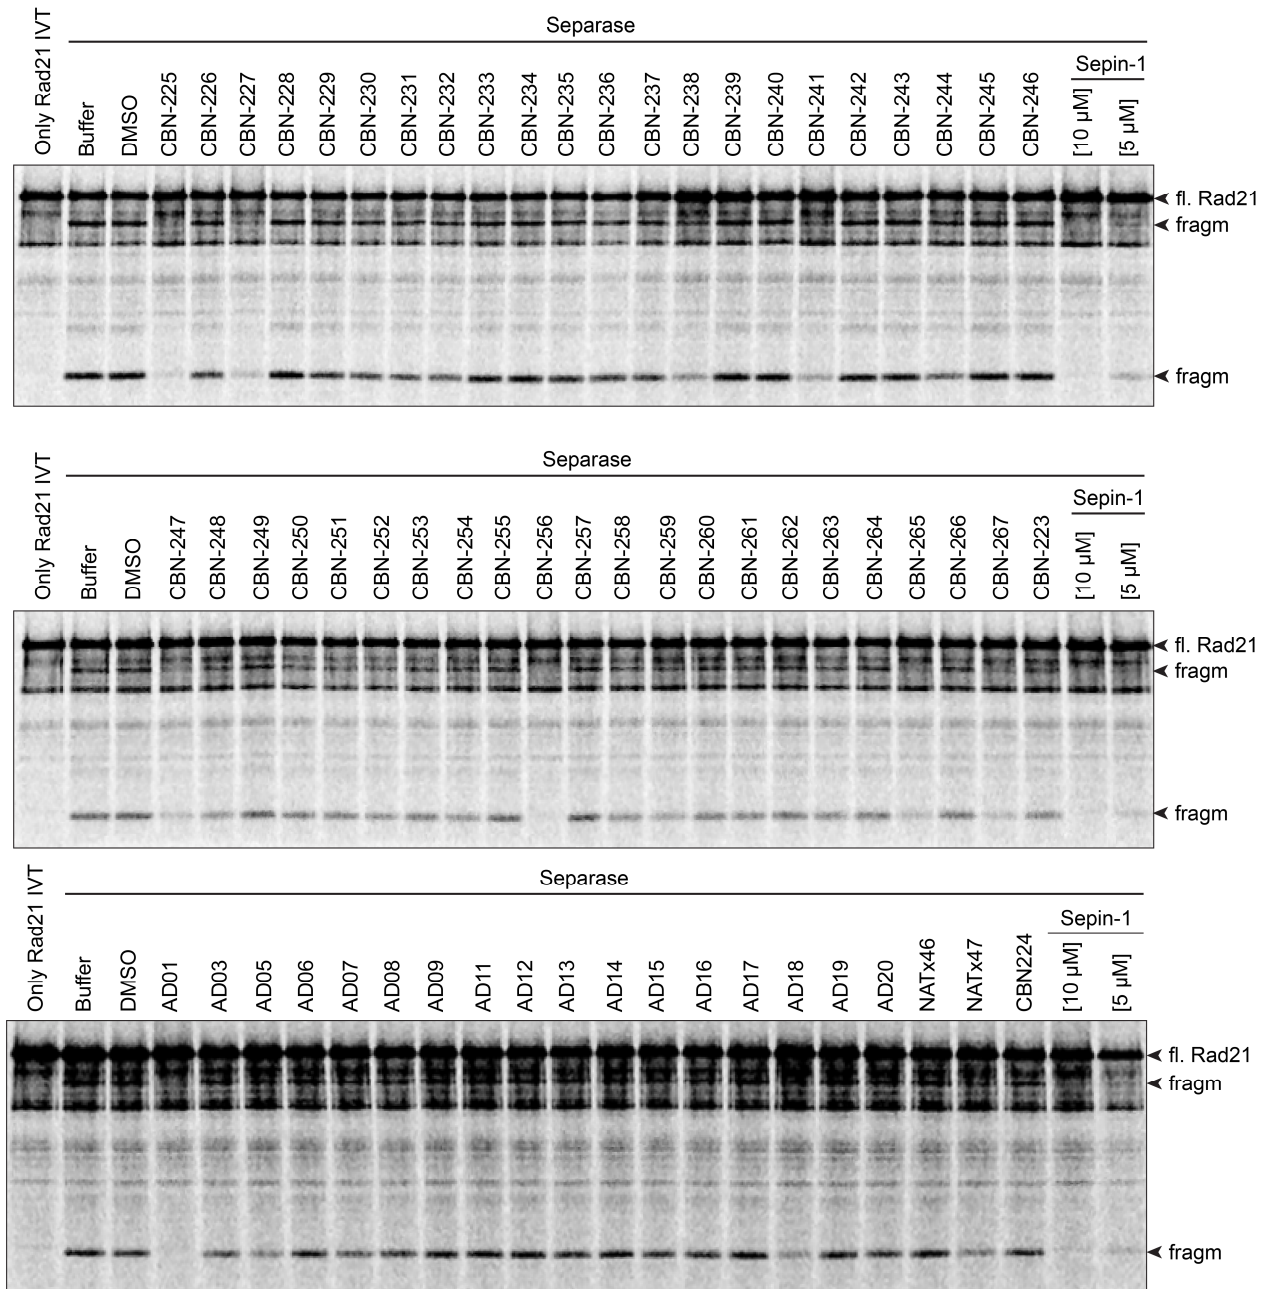 Separase
Only Rad21 IVT
Buffer
DMSO
CBN-225
CBN-226
CBN-227
CBN-228
CBN-229
CBN-230
CBN-231
CBN-232
CBN-233
CBN-234
CBN-235
CBN-236
CBN-237
CBN-238
CBN-239
CBN-240
CBN-241
CBN-242
CBN-243
CBN-244
CBN-245
CBN-246
Sepin-1
[10 µM]
[5 µM]
fl. Rad21
fragm
fragm
Separase
Only Rad21 IVT
Buffer
DMSO
CBN-247
CBN-248
CBN-249
CBN-250
CBN-251
CBN-252
CBN-253
CBN-254
CBN-255
CBN-256
CBN-257
CBN-258
CBN-259
CBN-260
CBN-261
CBN-262
CBN-263
CBN-264
CBN-265
CBN-266
CBN-267
CBN-223
Sepin-1
[10 µM]
[5 µM]
fl. Rad21
fragm
fragm
Separase
Only Rad21 IVT
Buffer
DMSO
AD01
AD03
AD05
AD06
AD07
AD08
AD09
AD11
AD12
AD13
AD14
AD15
AD16
AD17
AD18
AD19
AD20
NATx46
NATx47
CBN224
Sepin-1
[10 µM]
[5 µM]
fl. Rad21
fragm
fragm